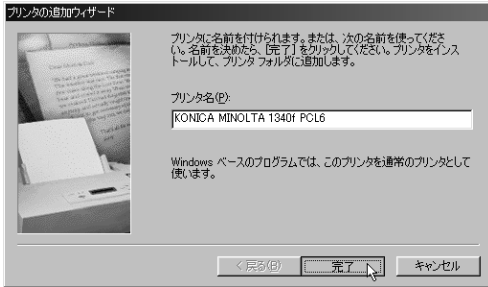 プリンタの追加ウィザード
プリンタに名前を付けられます。または、次の名前を使ってくださ
い。名前を決めたら、[完了] をクリックしてください。プリンタをインス
トールして、プリンタ フォルダに追加します。
プリンタ名(P):
KONICA MINOLTA 1340f PCL6
Windows ベースのプログラムでは、このプリンタを通常のプリンタとして
使います。
< 戻る(B)
完了
キャンセル